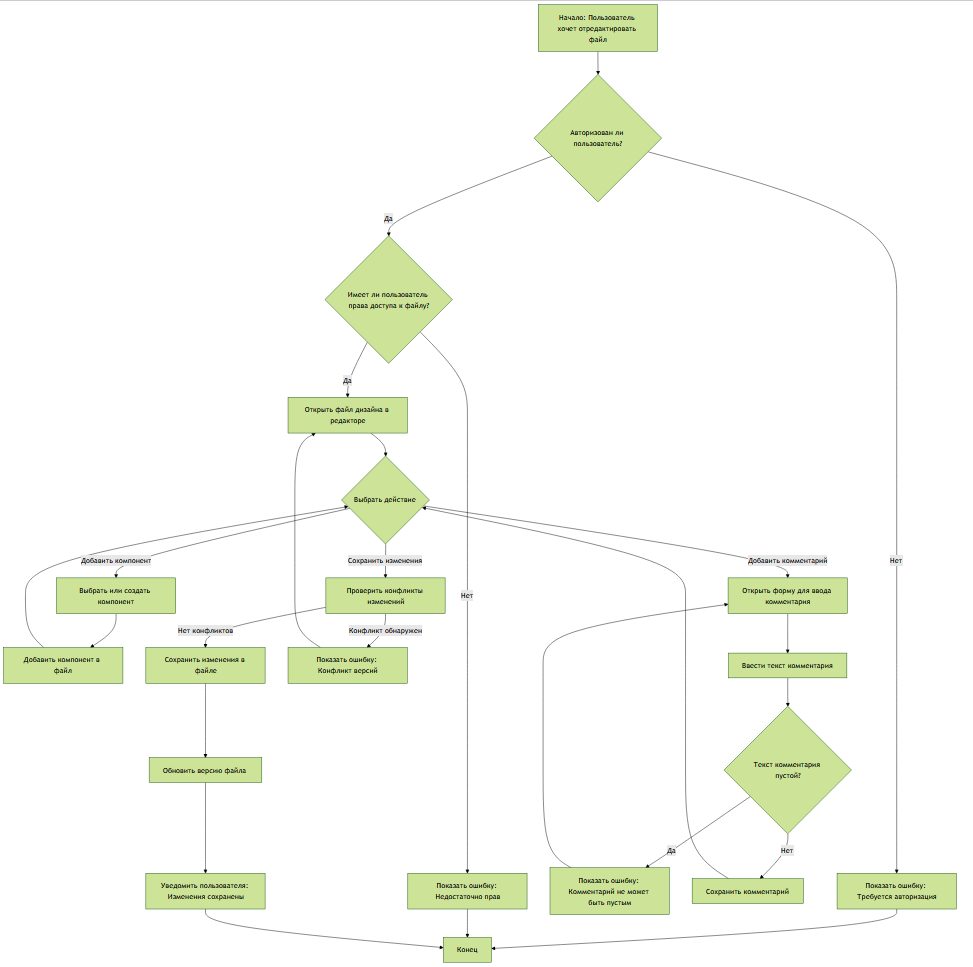 Начало: Пользователь
хочет отредактировать
файл
Авторизован ли
пользователь?
Да
Имеет ли пользователь
права доступа к файлу?
Да
Открыть файл дизайна в
редакторе
Выбрать действие
Добавить компонент
Сохранить изменения
Добавить комментарий
Нет
Выбрать или создать
компонент
Проверить конфликты
изменений
Нет
Открыть форму для ввода
комментария
Нет конфликтов
Конфликт обнаружен
Добавить компонент в
файл
Сохранить изменения в
файле
Показать ошибку:
Конфликт версий
Ввести текст комментария
Обновить версию файла
Текст комментария
пустой?
Да
Нет
Уведомить пользователя:
Изменения сохранены
Показать ошибку:
Недостаточно прав
Показать ошибку:
Комментарий не может
быть пустым
Сохранить комментарий
Показать ошибку:
Требуется авторизация
Конец